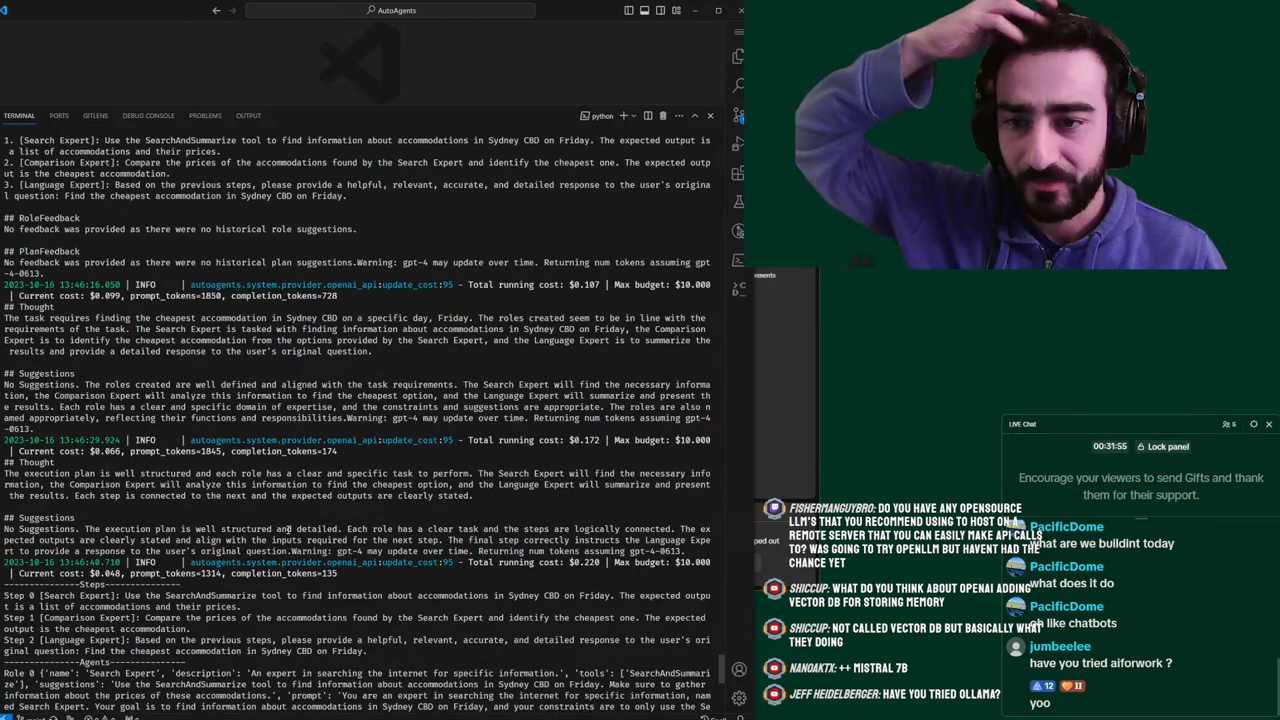 AutoAgents
TERMINAL PORTS GITLENS DEBUG CONSOLE PROBLEMS OUTPUT
python
1. [Search Expert]: Use the SearchAndSummarize tool to find information about accommodations in Sydney CBD on Friday. The expected output is
a list of accommodations and their prices.
2. [Comparison Expert]: Compare the prices of the accommodations found by the Search Expert and identify the cheapest one. The expected outp
ut is the cheapest accommodation.
3. [Language Expert]: Based on the previous steps, please provide a helpful, relevant, accurate, and detailed response to the user's origina
l question: Find the cheapest accommodation in Sydney CBD on Friday.
## RoleFeedback
No feedback was provided as there were no historical role suggestions.
## PlanFeedback
No feedback was provided as there were no historical plan suggestions.Warning: gpt-4 may update over time. Returning num tokens assuming gpt
-4-0613.
2023-10-16 13:46:16.050 | INFO | autoagents.system.provider.openai_api:update_cost:95 - Total running cost: $0.107 | Max budget: $10.000
| Current cost: $0.099, prompt_tokens=1850, completion_tokens=728
## Thought
The task requires finding the cheapest accommodation in Sydney CBD on a specific day, Friday. The roles created seem to be in line with the
requirements of the task. The Search Expert is tasked with finding information about accommodations in Sydney CBD on Friday, the Comparison
Expert is to identify the cheapest accommodation from the options provided by the Search Expert, and the Language Expert is to summarize the
results and provide a detailed response to the user's original question.
## Suggestions
No Suggestions. The roles created are well defined and aligned with the task requirements. The Search Expert will find the necessary informa
tion, the Comparison Expert will analyze this information to find the cheapest option, and the Language Expert will summarize and present th
e results. Each role has a clear and specific domain of expertise, and the constraints and suggestions are appropriate. The roles are also n
amed appropriately, reflecting their functions and responsibilities.Warning: gpt-4 may update over time. Returning num tokens assuming gpt-4
-0613.
2023-10-16 13:46:29.924 | INFO | autoagents.system.provider.openai_api:update_cost:95 - Total running cost: $0.172 | Max budget: $10.000
| Current cost: $0.066, prompt_tokens=1845, completion_tokens=174
## Thought
The execution plan is well structured and each role has a clear and specific task to perform. The Search Expert will find the necessary info
rmation, the Comparison Expert will analyze this information to find the cheapest option, and the Language Expert will summarize and present
the results. Each step is connected to the next and the expected outputs are clearly stated.
## Suggestions
No Suggestions. The execution plan is well structured and detailed. Each role has a clear task and the steps are logically connected. The ex
pected outputs are clearly stated and align with the inputs required for the next step. The final step correctly instructs the Language Expe
rt to provide a response to the user's original question.Warning: gpt-4 may update over time. Returning num tokens assuming gpt-4-0613.
2023-10-16 13:46:40.710 | INFO | autoagents.system.provider.openai_api:update_cost:95 - Total running cost: $0.220 | Max budget: $10.000
| Current cost: $0.048, prompt_tokens=1314, completion_tokens=135
---------------Steps---------------
Step 0 [Search Expert]: Use the SearchAndSummarize tool to find information about accommodations in Sydney CBD on Friday. The expected outpu
t is a list of accommodations and their prices.
Step 1 [Comparison Expert]: Compare the prices of the accommodations found by the Search Expert and identify the cheapest one. The expected
output is the cheapest accommodation.
Step 2 [Language Expert]: Based on the previous steps, please provide a helpful, relevant, accurate, and detailed response to the user's ori
ginal question: Find the cheapest accommodation in Sydney CBD on Friday.
---------------Agents---------------
Role 0 {'name': 'Search Expert', 'description': 'An expert in searching the internet for specific information.', 'tools': ['SearchAndSummari
ze'], 'suggestions': 'Use the SearchAndSummarize tool to find information about accommodations in Sydney CBD on Friday. Make sure to gather
information about the prices of these accommodations.', 'prompt': 'You are an expert in searching the internet for specific information, nam
ed Search Expert. Your goal is to find information about accommodations in Sydney CBD on Friday, and your constraints are to only use the Se
FISHERMANGUYBRO: DO YOU HAVE ANY OPENSOURCE
LLM'S THAT YOU RECOMMEND USING TO HOST ON A
REMOTE SERVER THAT YOU CAN EASILY MAKE API CALLS
TO? WAS GOING TO TRY OPENLLM BUT HAVENT HAD THE
CHANCE YET
SHICCUP: WHAT DO YOU THINK ABOUT OPENAI ADDING
VECTOR DB FOR STORING MEMORY
SHICCUP: NOT CALLED VECTOR DB BUT BASICALLY WHAT
THEY DOING
NANOAKTX: ++ MISTRAL 7B
JEFF HEIDELBERGER: HAVE YOU TRIED OLLAMA?
LIVE Chat
5
00:31:55 Lock panel
Encourage your viewers to send Gifts and thank
them for their support.
PacificDome
what are we buildint today
PacificDome
what does it do
PacificDome
oh like chatbots
jumbeelee
have you tried aiforwork ?
12 II
yoo